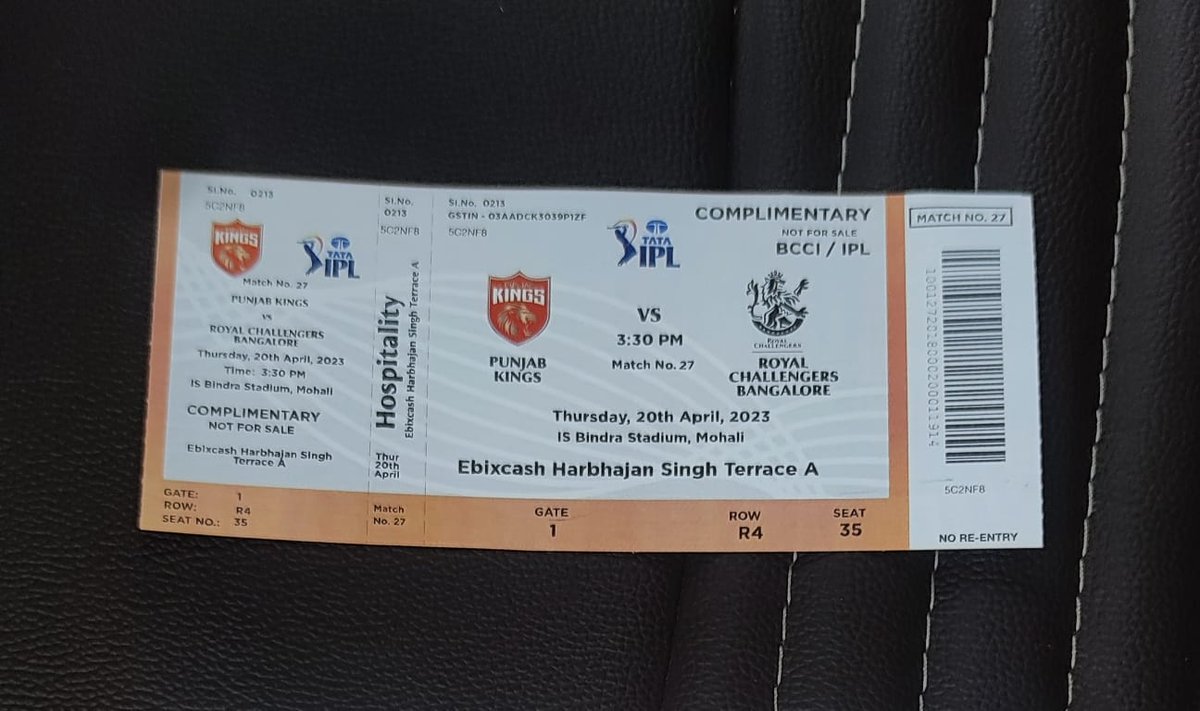 Sl.No. 0213
5C2NF8
KINGS
TATA
IPL
Match No. 27
PUNJAB KINGS
vs
ROYAL CHALLENGERS
BANGALORE
Thursday, 20th April, 2023
Time: 3:30 PM
IS Bindra Stadium, Mohali
COMPLIMENTARY
NOT FOR SALE
Ebixcash Harbhajan Singh
Terrace A
GATE: 1
ROW: R4
SEAT NO.: 35
Sl.No.
0213
5C2NF8
Hospitality
Ebixcash Harbhajan Singh Terrace A
Thur
20th
April
Match
No. 27
Sl.No. 0213
GSTIN - 03AADCK3039P1ZF
5C2NF8
TATA
IPL
COMPLIMENTARY
NOT FOR SALE
BCCI / IPL
KINGS
PUNJAB
KINGS
VS
3:30 PM
Match No. 27
ROYAL
CHALLENGERS
ROYAL
CHALLENGERS
BANGALORE
Thursday, 20th April, 2023
IS Bindra Stadium, Mohali
Ebixcash Harbhajan Singh Terrace A
GATE
1
ROW
R4
SEAT
35
MATCH NO. 27
10012720180002000011914
5C2NF8
NO RE-ENTRY